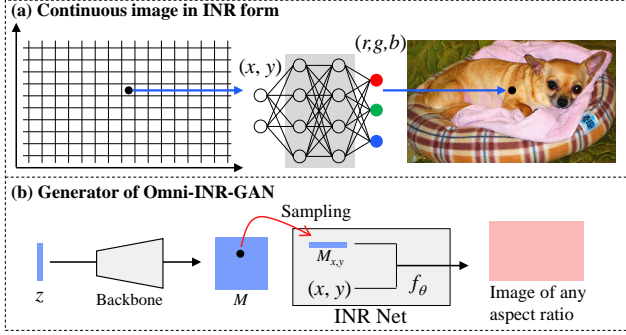 (a) Continuous image in INR form
(x, y)
(r,g,b)
(b) Generator of Omni-INR-GAN
Sampling
z
Backbone
M
M_{x,y}
(x, y)
f_θ
INR Net
Image of any
aspect ratio